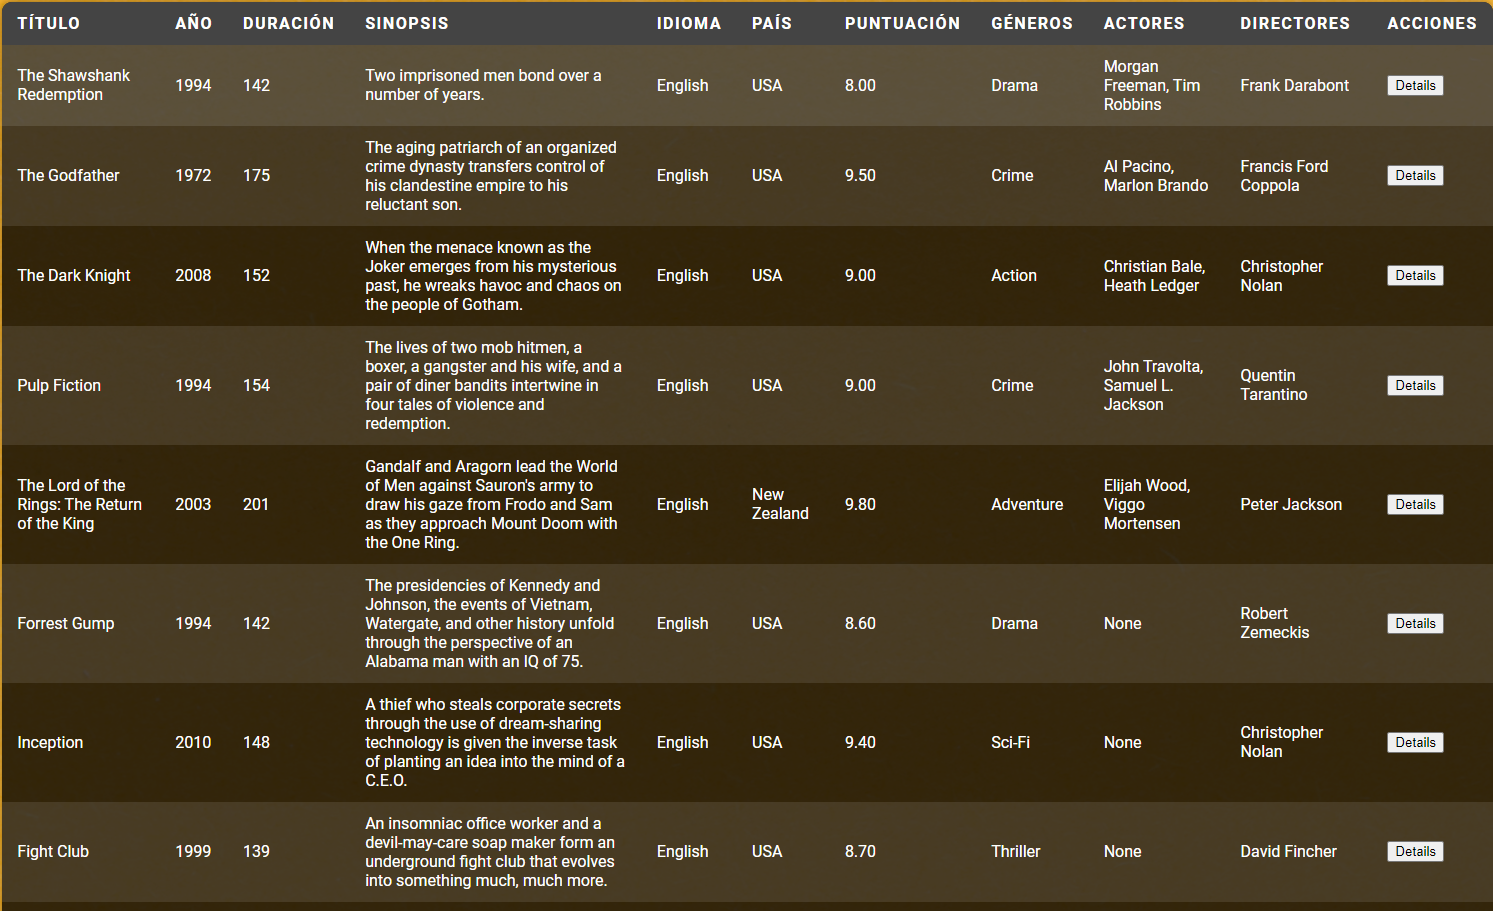 TÍTULO AÑO DURACIÓN SINOPSIS IDIOMA PAÍS PUNTUACIÓN GÉNEROS ACTORES DIRECTORES ACCIONES
The Shawshank
Redemption
1994
142
Two imprisoned men bond over a
number of years.
English
USA
8.00
Drama
Morgan
Freeman, Tim
Robbins
Frank Darabont
Details
The Godfather
1972
175
The aging patriarch of an organized
crime dynasty transfers control of
his clandestine empire to his
reluctant son.
English
USA
9.50
Crime
Al Pacino,
Marlon Brando
Francis Ford
Coppola
Details
The Dark Knight
2008
152
When the menace known as the
Joker emerges from his mysterious
past, he wreaks havoc and chaos on
the people of Gotham.
English
USA
9.00
Action
Christian Bale,
Heath Ledger
Christopher
Nolan
Details
Pulp Fiction
1994
154
The lives of two mob hitmen, a
boxer, a gangster and his wife, and a
pair of diner bandits intertwine in
four tales of violence and
redemption.
English
USA
9.00
Crime
John Travolta,
Samuel L.
Jackson
Quentin
Tarantino
Details
The Lord of the
Rings: The Return
of the King
2003
201
Gandalf and Aragorn lead the World
of Men against Sauron's army to
draw his gaze from Frodo and Sam
as they approach Mount Doom with
the One Ring.
English
New
Zealand
9.80
Adventure
Elijah Wood,
Viggo
Mortensen
Peter Jackson
Details
Forrest Gump
1994
142
The presidencies of Kennedy and
Johnson, the events of Vietnam,
Watergate, and other history unfold
through the perspective of an
Alabama man with an IQ of 75.
English
USA
8.60
Drama
None
Robert
Zemeckis
Details
Inception
2010
148
A thief who steals corporate secrets
through the use of dream-sharing
technology is given the inverse task
of planting an idea into the mind of a
C.E.O.
English
USA
9.40
Sci-Fi
None
Christopher
Nolan
Details
Fight Club
1999
139
An insomniac office worker and a
devil-may-care soap maker form an
underground fight club that evolves
into something much, much more.
English
USA
8.70
Thriller
None
David Fincher
Details